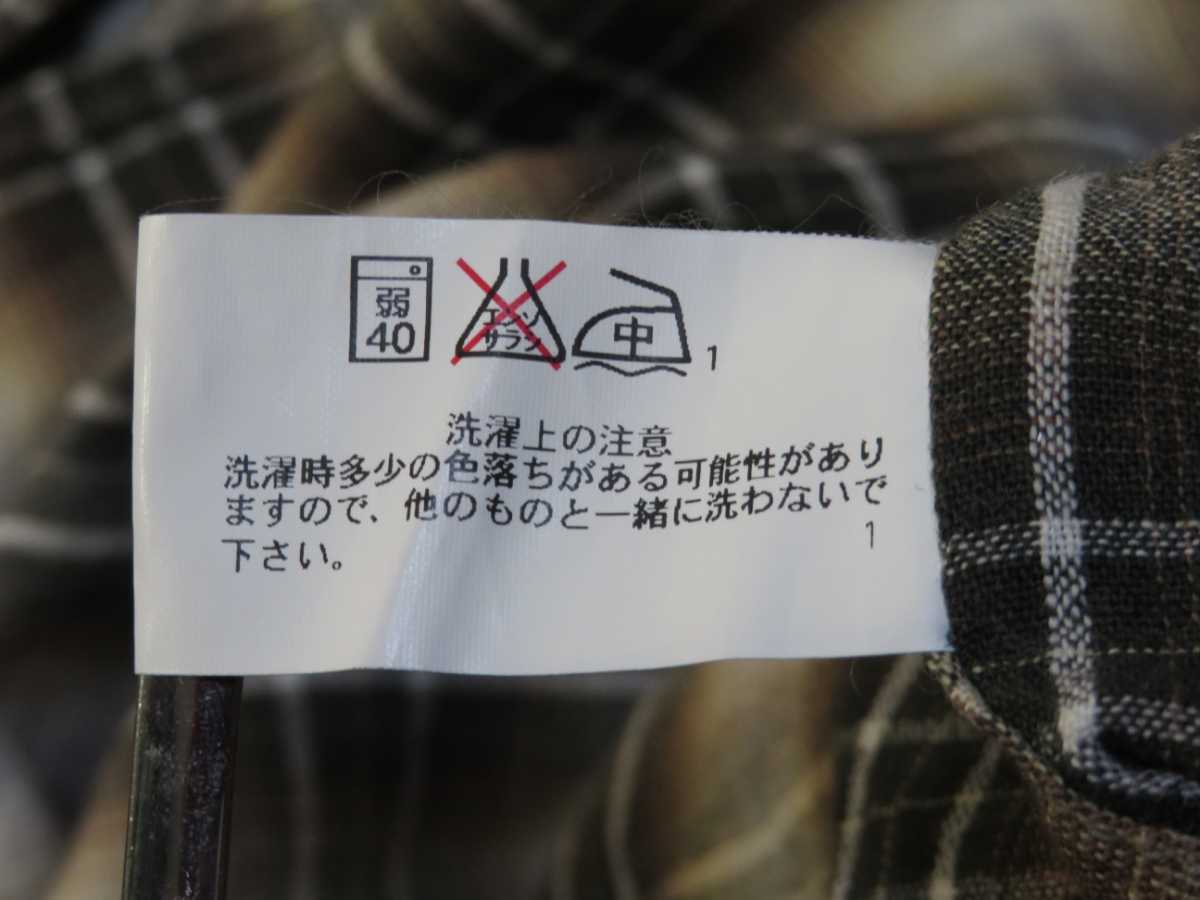 弱
40
エンソ
サラシ
中
1
洗濯上の注意
洗濯時多少の色落ちがある可能性があり
ますので、他のものと一緒に洗わないで
下さい。
1